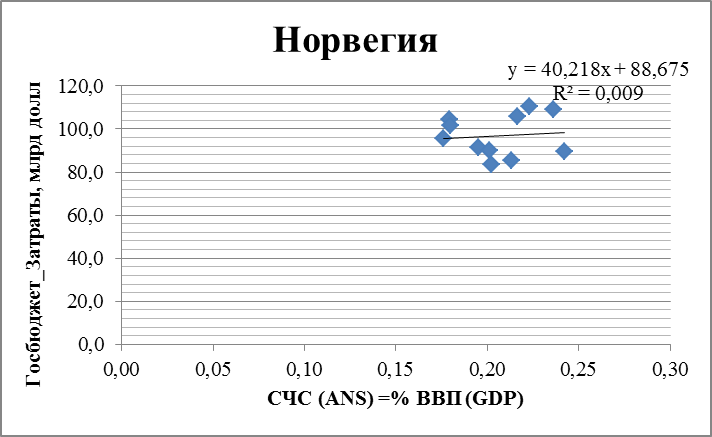 Норвегия
y = 40,218x + 88,675
R² = 0,009
Госбюджет_Затраты, млрд долл
120,0
100,0
80,0
60,0
40,0
20,0
0,0
0,00 0,05 0,10 0,15 0,20 0,25 0,30
СЧС (ANS) =% ВВП (GDP)